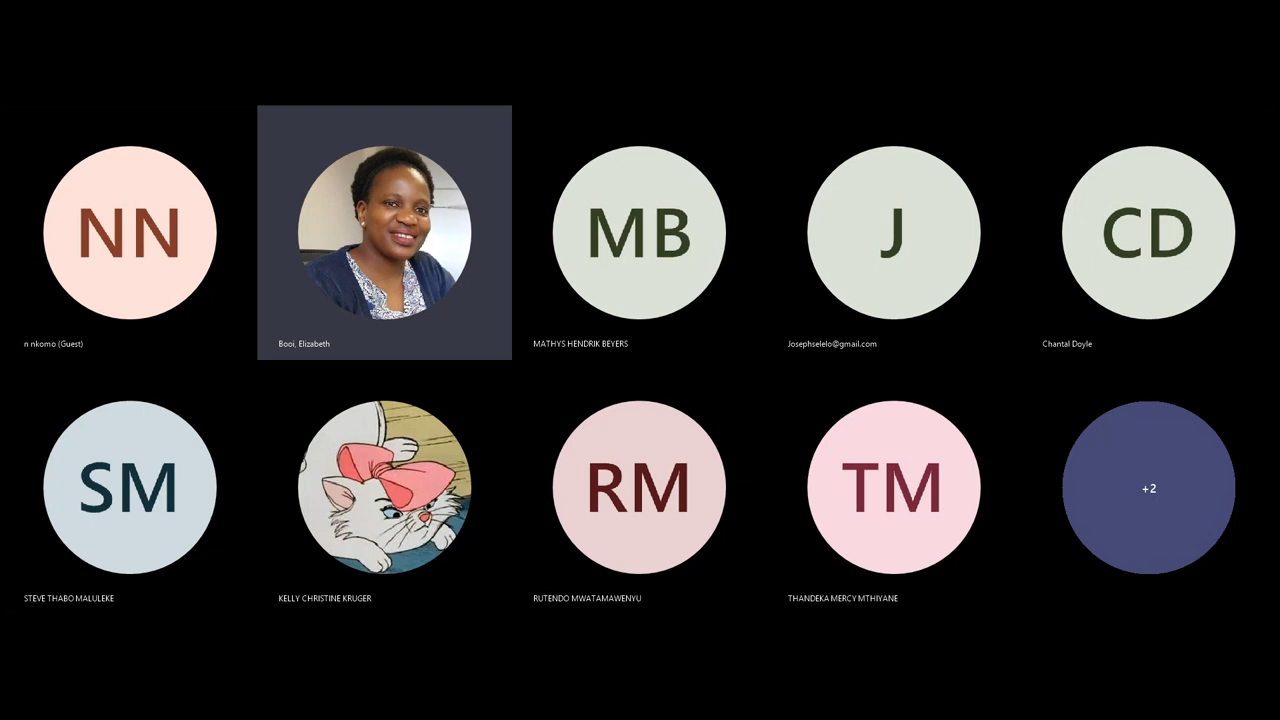 NN
MB
J
CD
n nkomo (Guest)
Booi, Elizabeth
MATHYS HENDRIK BEYERS
Josephselelo@gmail.com
Chantal Doyle
SM
RM
TM
+2
STEVE THABO MALULEKE
KELLY CHRISTINE KRUGER
RUTENDO MWATAMAWENYU
THANDEKA MERCY MTHIYANE